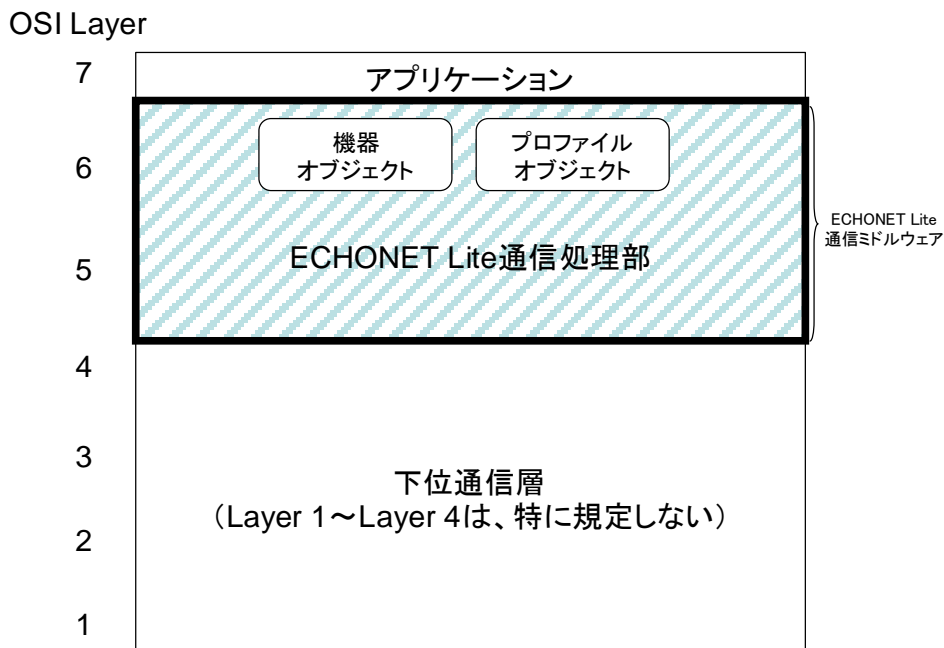 OSI Layer
7
アプリケーション
機器
オブジェクト
プロファイル
オブジェクト
6
ECHONET Lite
通信ミドルウェア
5
ECHONET Lite通信処理部
4
3
下位通信層
（Layer 1～Layer 4は、特に規定しない）
2
1